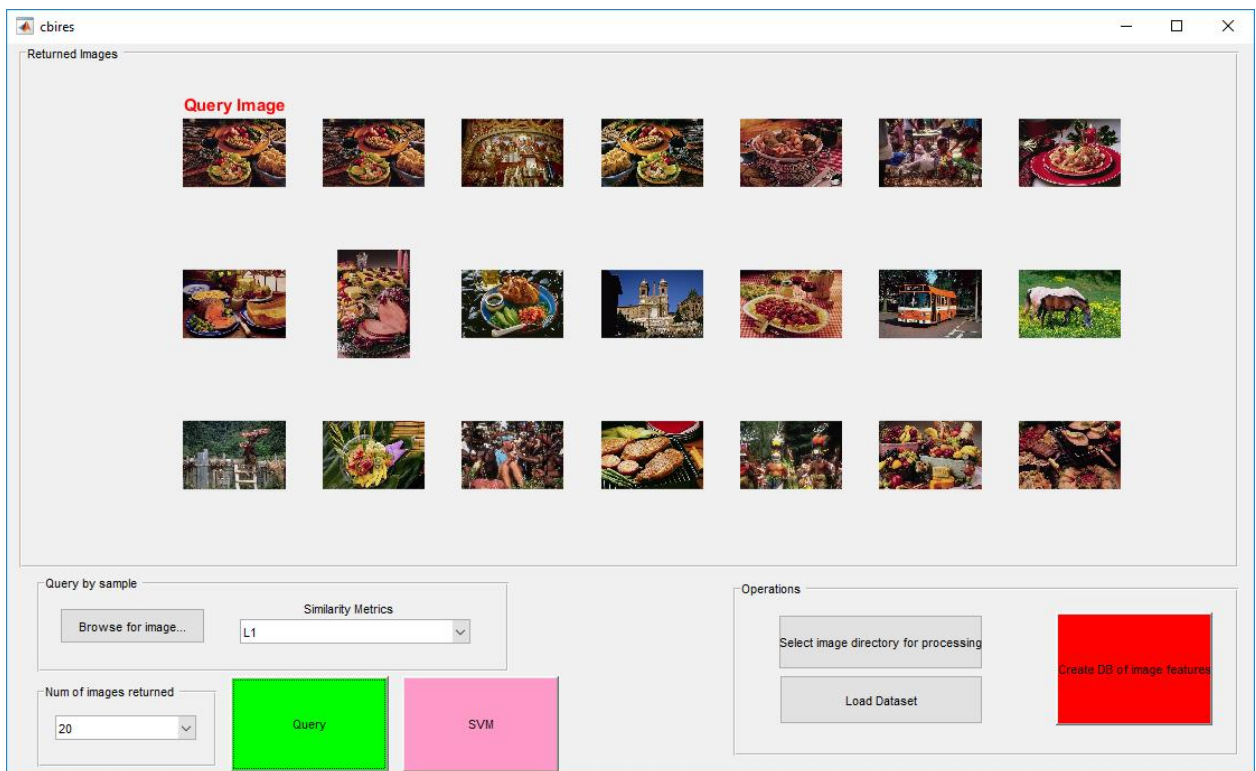 cbires
Returned Images
Query Image
Query by sample
Browse for image...
Similarity Metrics
L1
Num of images returned
20
Query
SVM
Operations
Select image directory for processing
Load Dataset
Create DB of image features